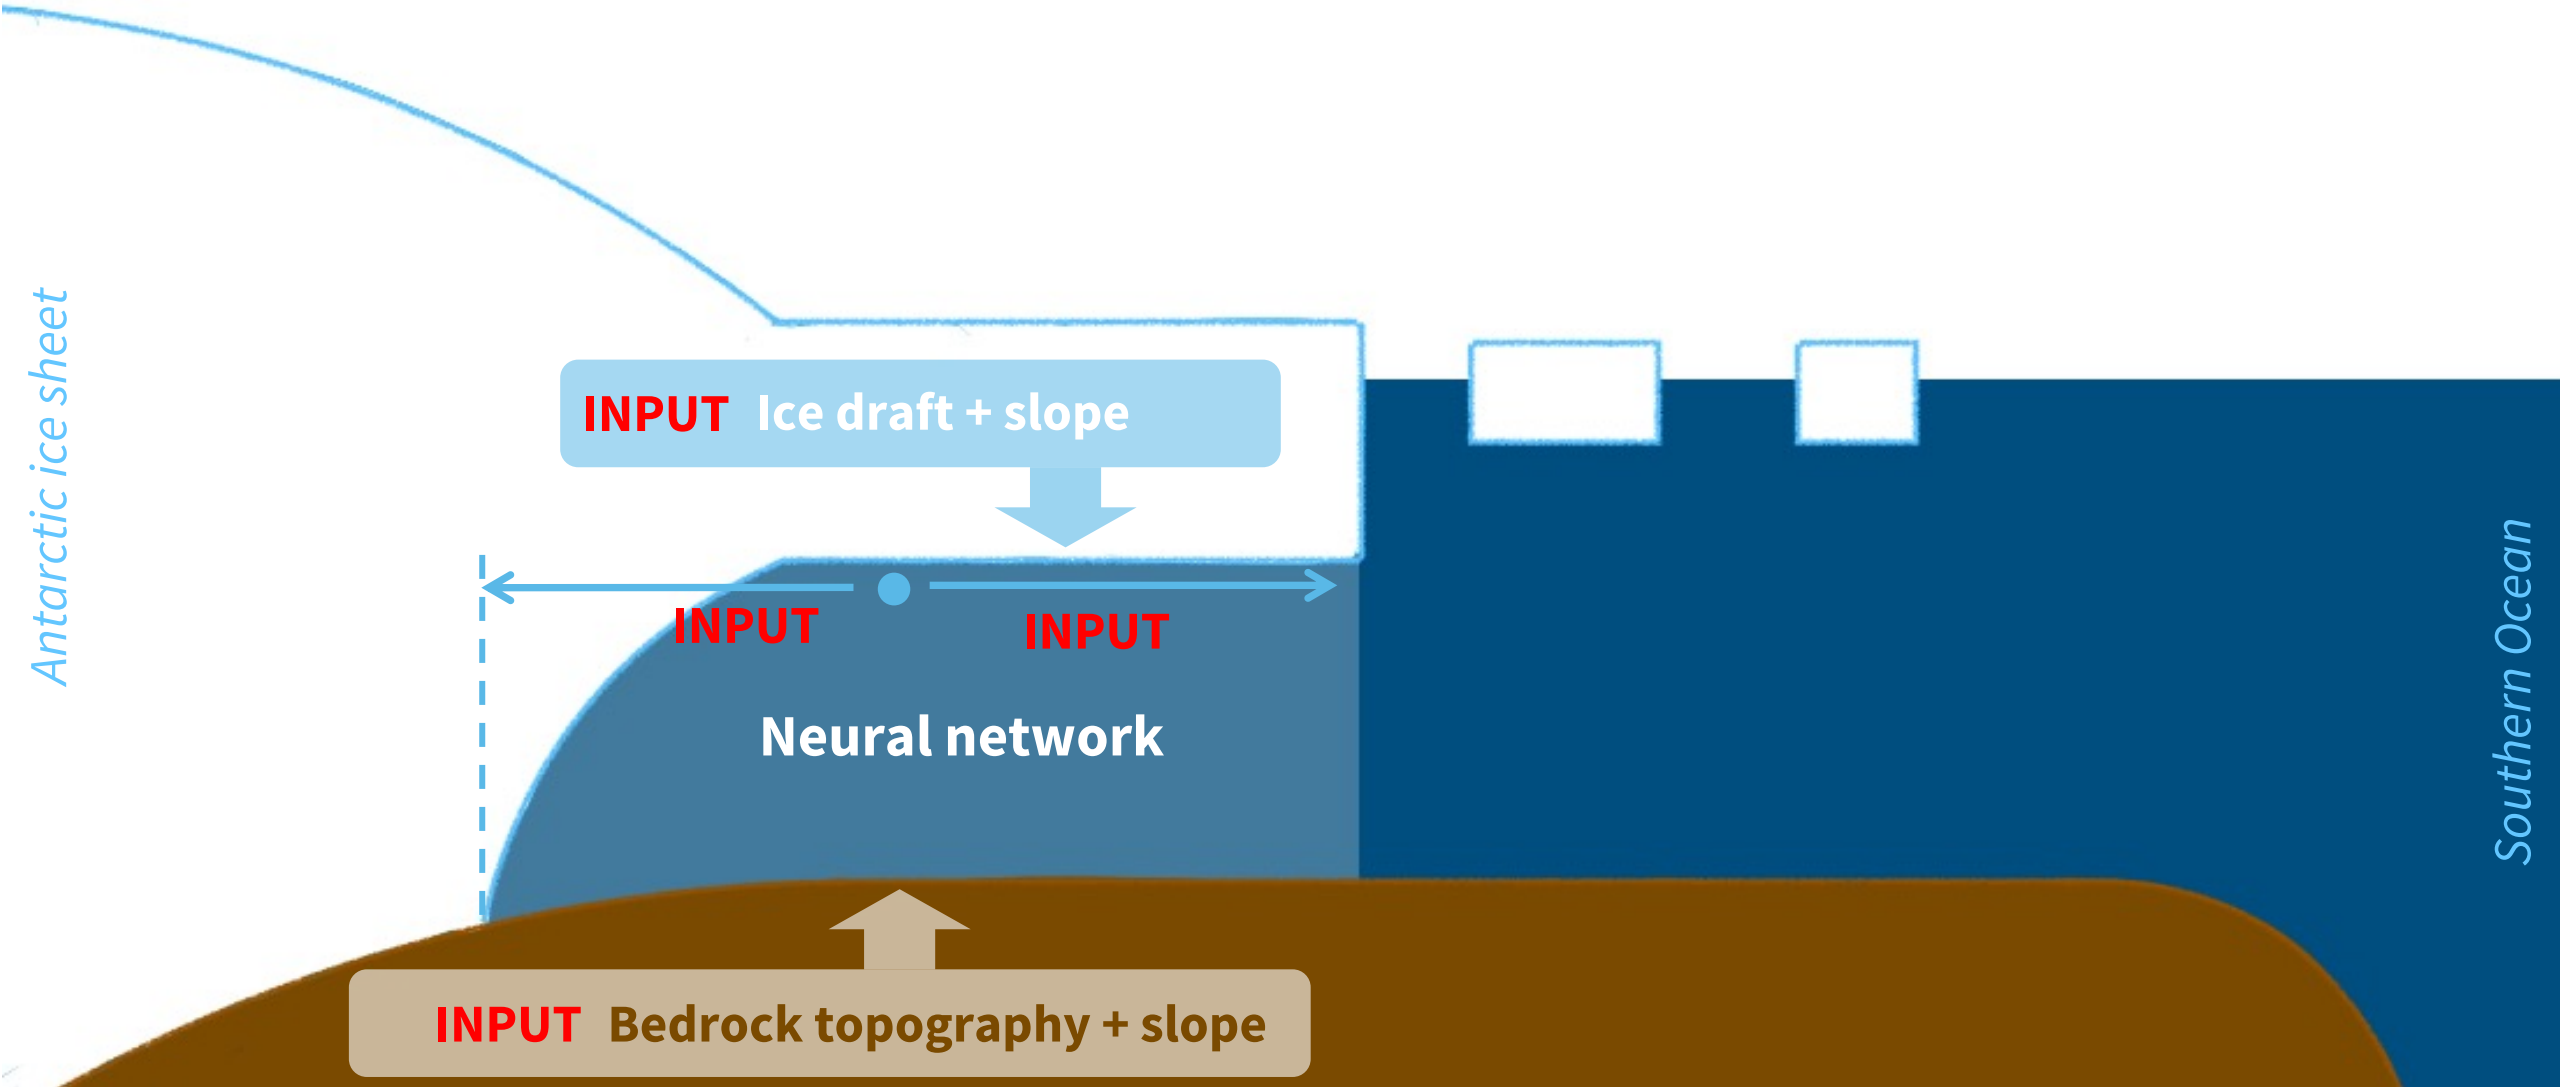 Antarctic ice sheet
INPUT Ice draft + slope
INPUT
INPUT
Neural network
Southern Ocean
INPUT Bedrock topography + slope